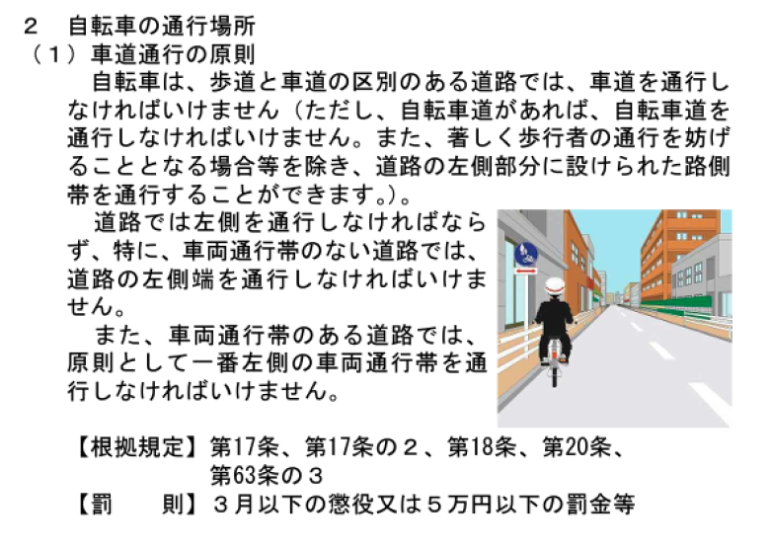 ２　自転車の通行場所
（１）車道通行の原則
自転車は、歩道と車道の区別のある道路では、車道を通行し
なければいけません（ただし、自転車道があれば、自転車道を
通行しなければいけません。また、著しく歩行者の通行を妨げ
ることとなる場合等を除き、道路の左側部分に設けられた路側
帯を通行することができます。）。
道路では左側を通行しなければなら
ず、特に、車両通行帯のない道路では、
道路の左側端を通行しなければいけま
せん。
また、車両通行帯のある道路では、
原則として一番左側の車両通行帯を通
行しなければいけません。
【根拠規定】第17条、第17条の２、第18条、第20条、
第63条の３
【罰　　則】３月以下の懲役又は５万円以下の罰金等